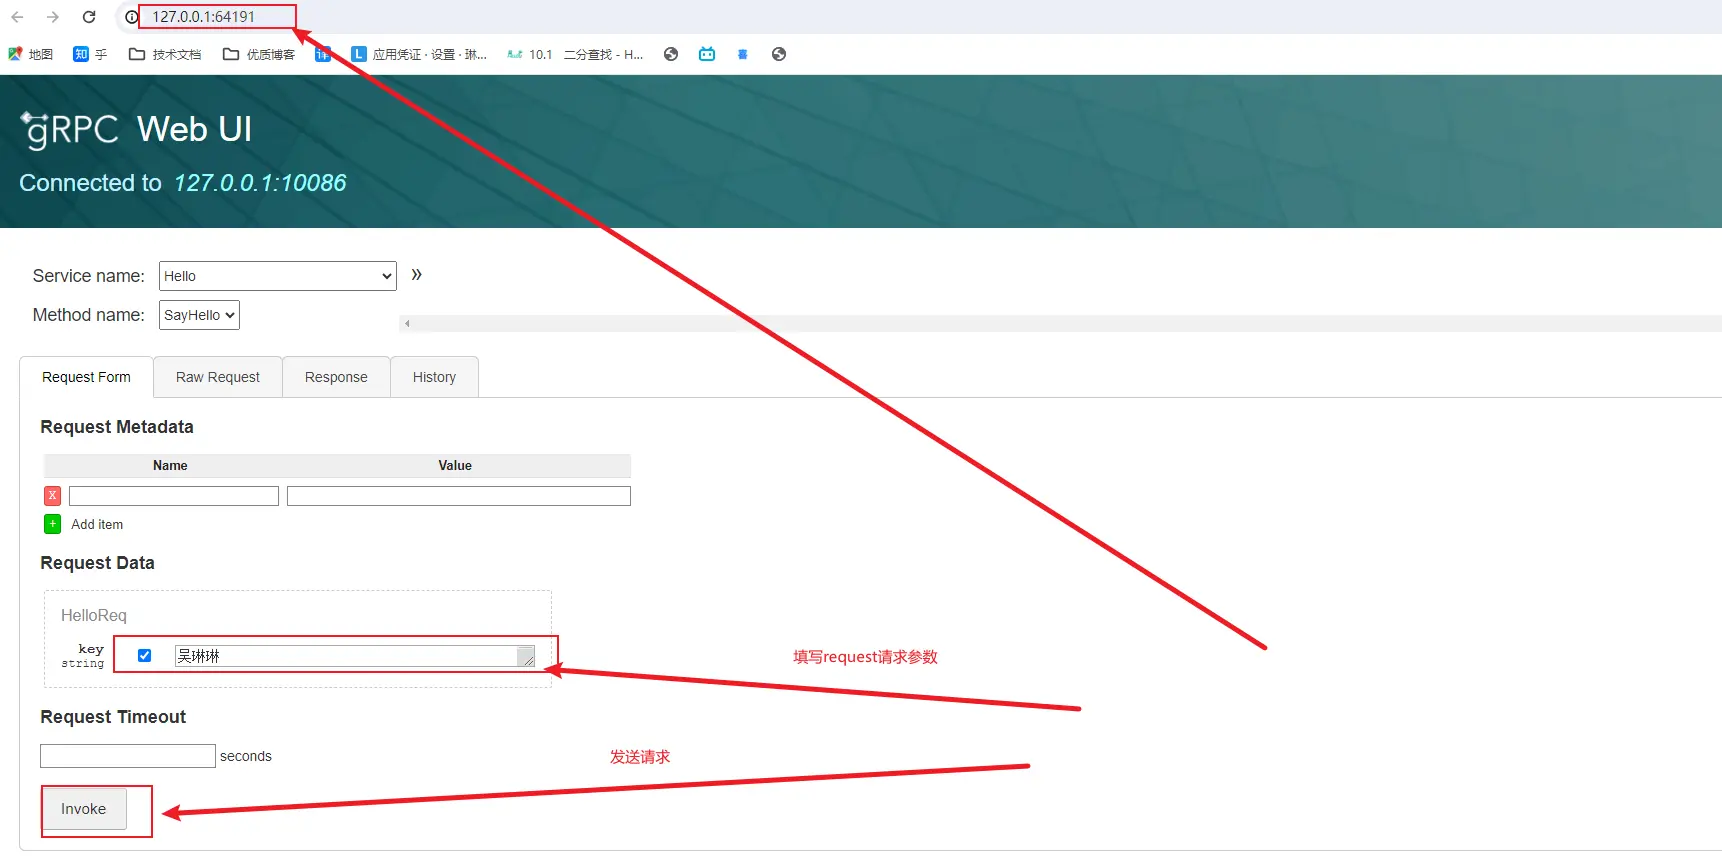 127.0.0.1:64191
地图 知 乎 技术文档 优质博客 译 L 应用凭证 · 设置 · 琳... 10.1 二分查找 - H...
gRPC Web UI
Connected to 127.0.0.1:10086
Service name: Hello »
Method name: SayHello
Request Form Raw Request Response History
Request Metadata
Name Value
X
+ Add item
Request Data
HelloReq
key
string
吴琳琳
填写request请求参数
Request Timeout
seconds
发送请求
Invoke